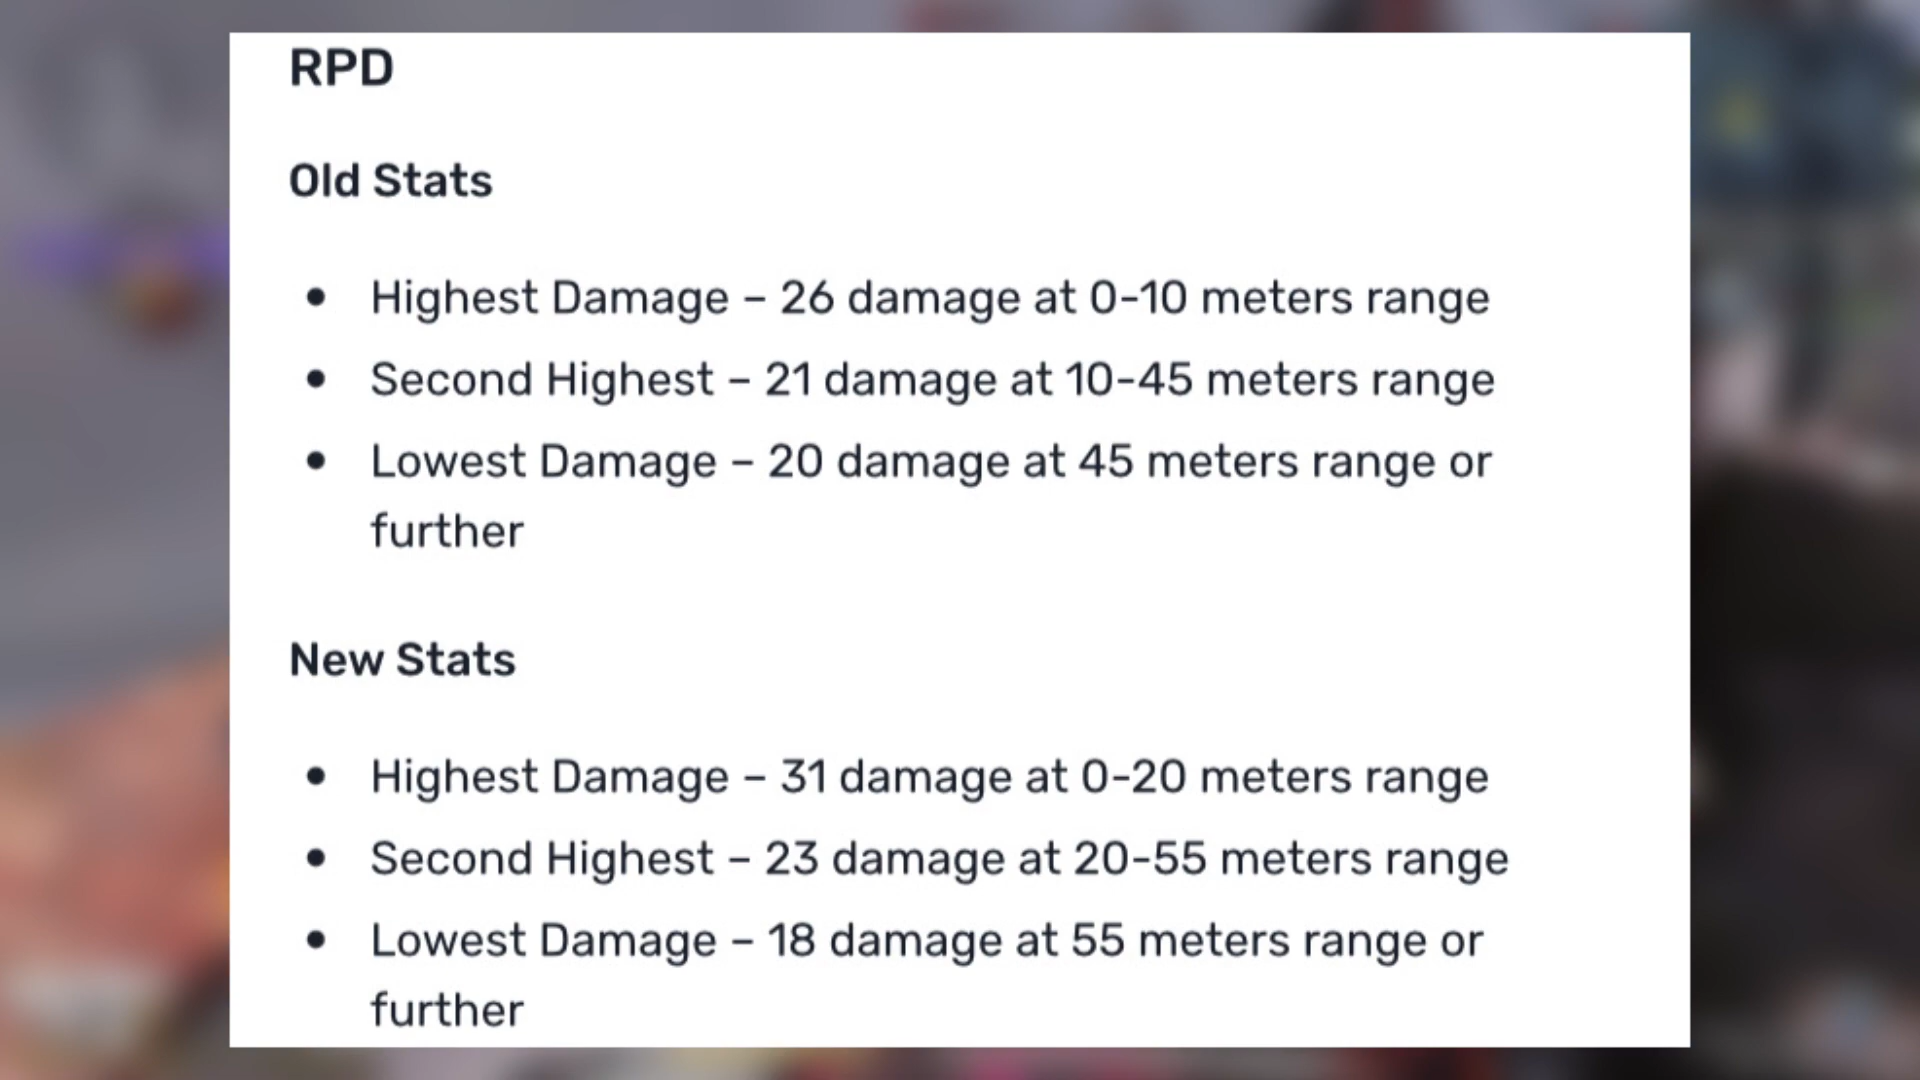 RPD
Old Stats
• Highest Damage – 26 damage at 0-10 meters range
• Second Highest – 21 damage at 10-45 meters range
• Lowest Damage – 20 damage at 45 meters range or
further
New Stats
• Highest Damage – 31 damage at 0-20 meters range
• Second Highest – 23 damage at 20-55 meters range
• Lowest Damage – 18 damage at 55 meters range or
further